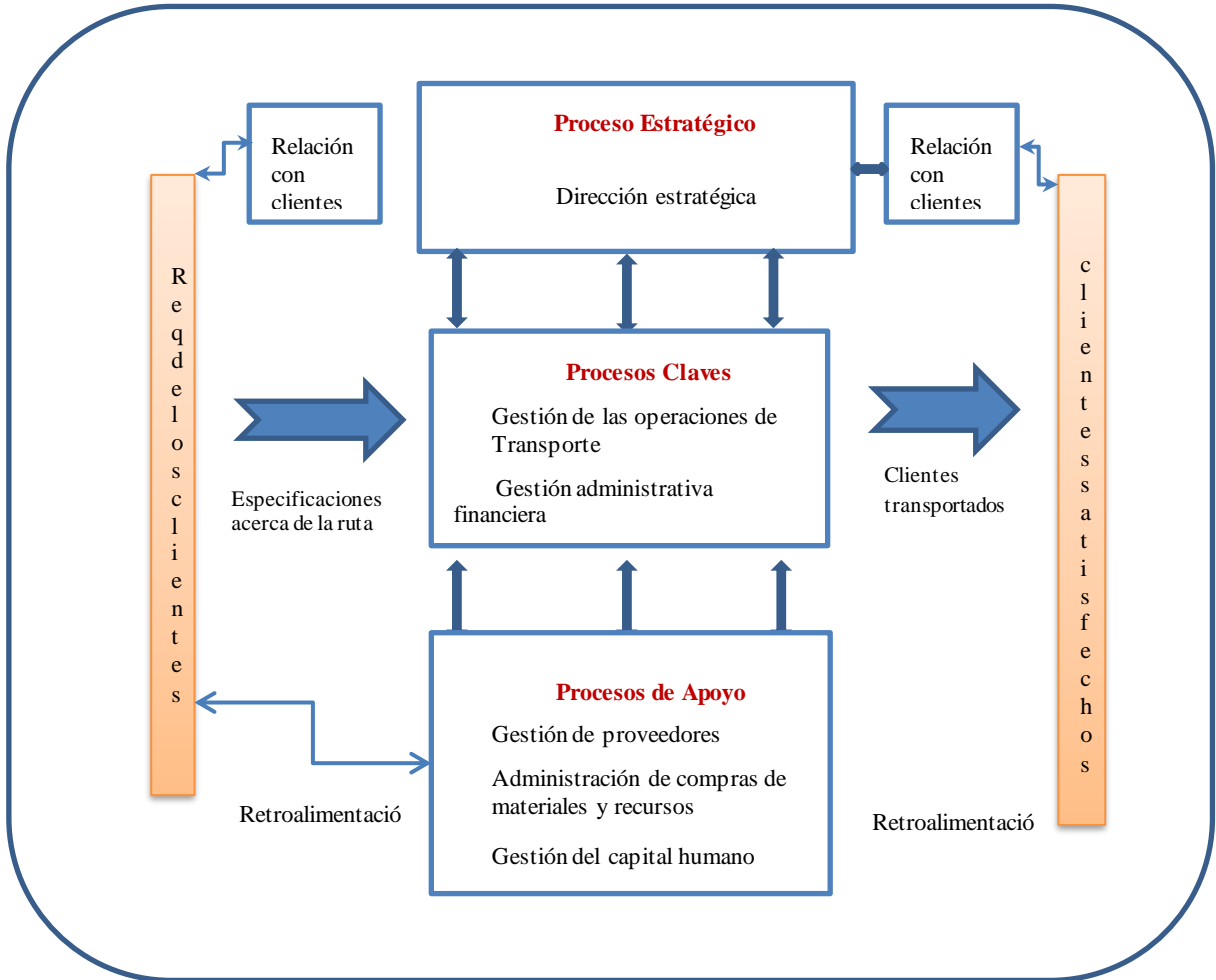 Proceso Estratégico
Dirección estratégica
Relación
con
clientes
Relación
con
clientes
Reqdelosclientes
clientessatisfechos
Procesos Claves
Gestión de las operaciones de
Transporte
Gestión administrativa
financiera
Especificaciones
acerca de la ruta
Clientes
transportados
Procesos de Apoyo
Gestión de proveedores
Administración de compras de
materiales y recursos
Gestión del capital humano
Retroalimentació
Retroalimentació